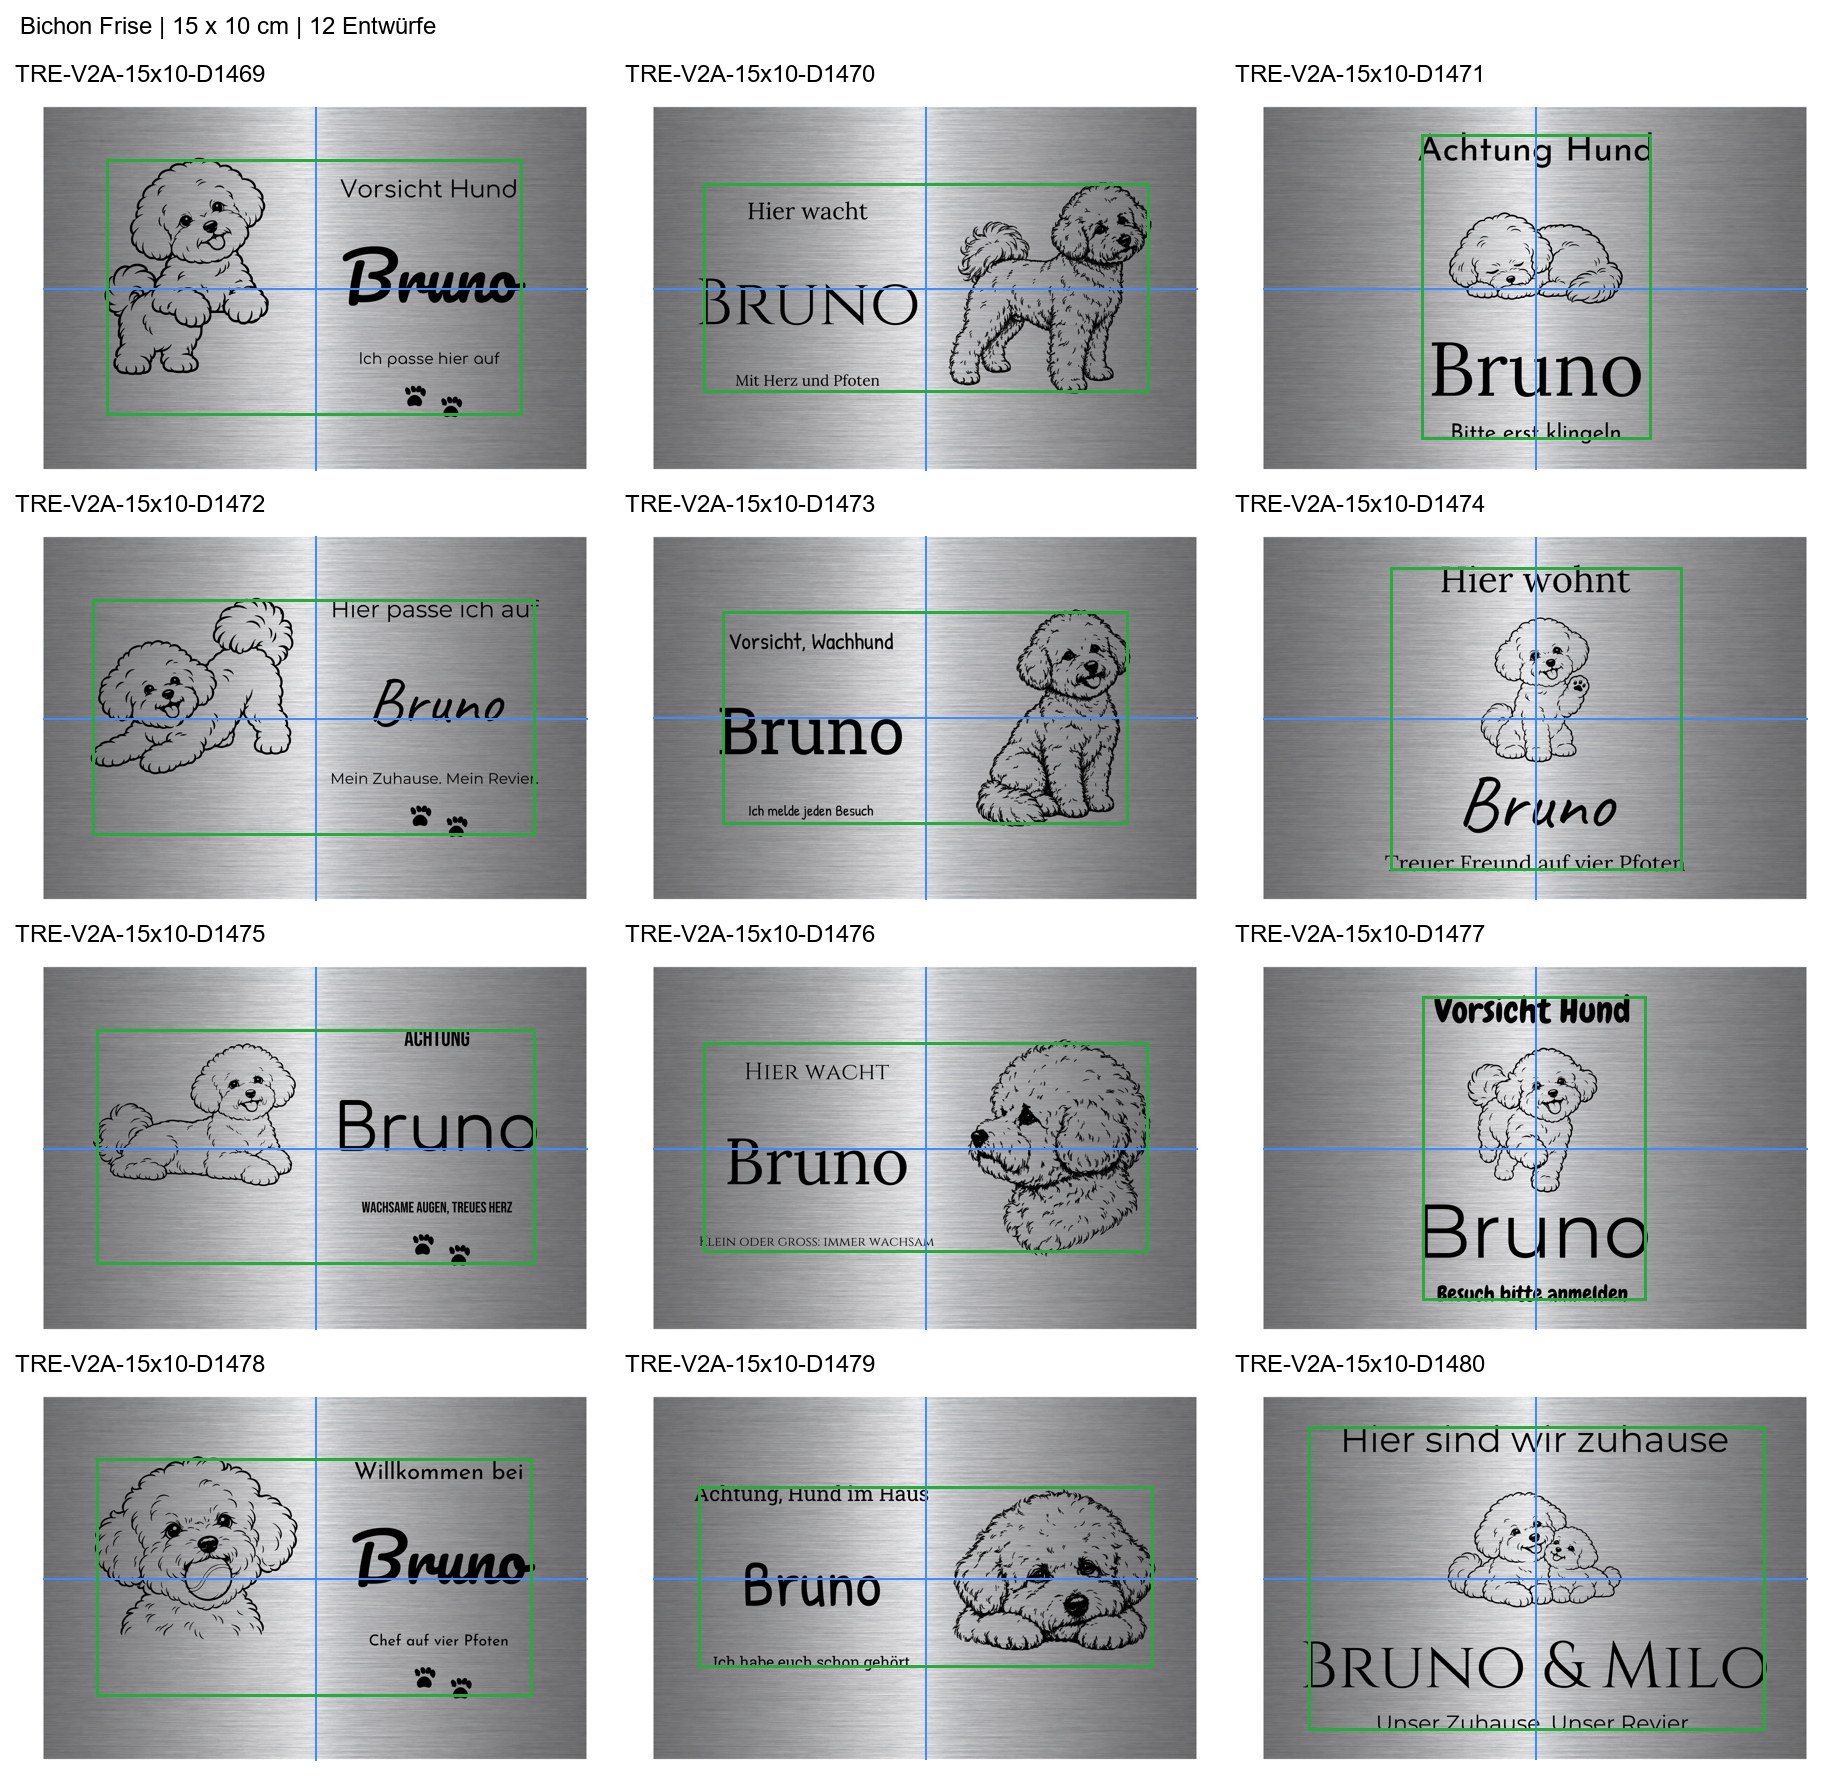 Bichon Frise | 15 x 10 cm | 12 Entwürfe
TRE-V2A-15x10-D1469
Vorsicht Hund
Bruno
Ich passe hier auf
TRE-V2A-15x10-D1470
Hier wacht
BRUNO
Mit Herz und Pfoten
TRE-V2A-15x10-D1471
Achtung Hund
Bruno
Bitte erst klingeln
TRE-V2A-15x10-D1472
Hier passe ich auf
Bruno
Mein Zuhause. Mein Revier.
TRE-V2A-15x10-D1473
Vorsicht, Wachhund
Bruno
Ich melde jeden Besuch
TRE-V2A-15x10-D1474
Hier wohnt
Bruno
Treuer Freund auf vier Pfoten
TRE-V2A-15x10-D1475
ACHTUNG
Bruno
WACHSAME AUGEN, TREUES HERZ
TRE-V2A-15x10-D1476
HIER WACHT
Bruno
KLEIN ODER GROSS: IMMER WACHSAM
TRE-V2A-15x10-D1477
Vorsicht Hund
Bruno
Besuch bitte anmelden
TRE-V2A-15x10-D1478
Willkommen bei
Bruno
Chef auf vier Pfoten
TRE-V2A-15x10-D1479
Achtung, Hund im Haus
Bruno
Ich habe euch schon gehört
TRE-V2A-15x10-D1480
Hier sind wir zuhause
BRUNO & MILO
Unser Zuhause. Unser Revier.